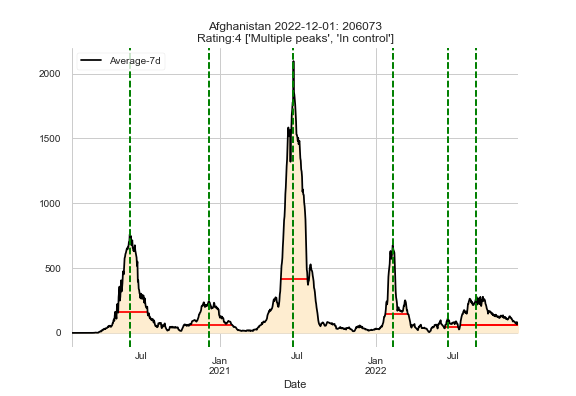 Afghanistan 2022-12-01: 206073
Rating:4 ['Multiple peaks', 'In control']
Average-7d
2000
1500
1000
500
0
Jul
Jan
2021
Jul
Jan
2022
Jul
Date